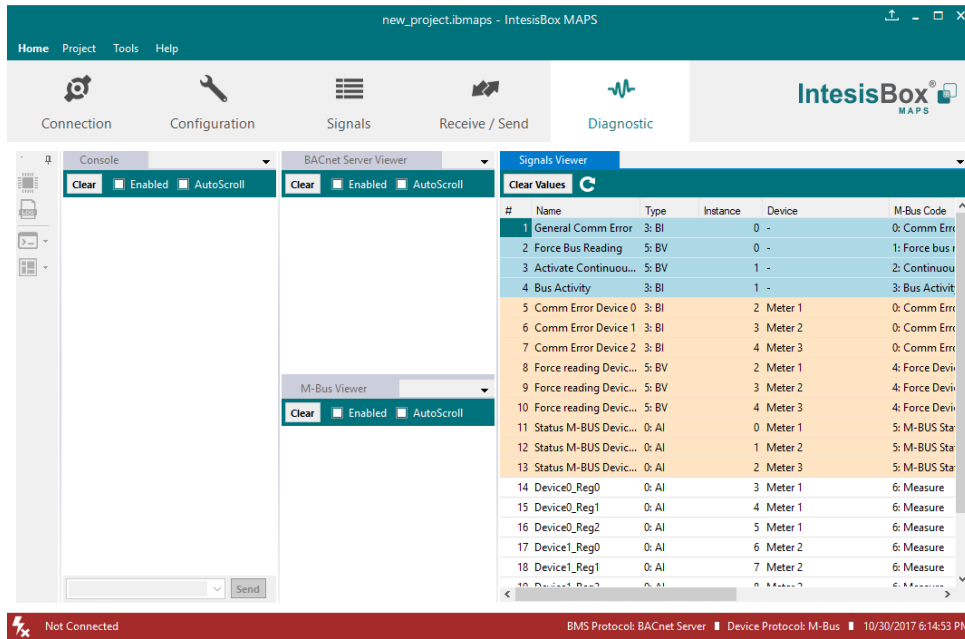 new_project.ibmaps - IntesisBox MAPS
Home Project Tools Help
Connection Configuration Signals Receive / Send Diagnostic
IntesisBox®
MAPS
Console
Clear Enabled AutoScroll
LOG
Send
BACnet Server Viewer
Clear Enabled AutoScroll
M-Bus Viewer
Clear Enabled AutoScroll
Signals Viewer
Clear Values
# Name Type Instance Device M-Bus Code
1 General Comm Error 3: BI 0 - 0: Comm Erro
2 Force Bus Reading 5: BV 0 - 1: Force bus r
3 Activate Continuou... 5: BV 1 - 2: Continuou
4 Bus Activity 3: BI 1 - 3: Bus Activit
5 Comm Error Device 0 3: BI 2 Meter 1 0: Comm Erro
6 Comm Error Device 1 3: BI 3 Meter 2 0: Comm Erro
7 Comm Error Device 2 3: BI 4 Meter 3 0: Comm Erro
8 Force reading Devic... 5: BV 2 Meter 1 4: Force Devi
9 Force reading Devic... 5: BV 3 Meter 2 4: Force Devi
10 Force reading Devic... 5: BV 4 Meter 3 4: Force Devi
11 Status M-BUS Devic... 0: AI 0 Meter 1 5: M-BUS Sta
12 Status M-BUS Devic... 0: AI 1 Meter 2 5: M-BUS Sta
13 Status M-BUS Devic... 0: AI 2 Meter 3 5: M-BUS Sta
14 Device0_Reg0 0: AI 3 Meter 1 6: Measure
15 Device0_Reg1 0: AI 4 Meter 1 6: Measure
16 Device0_Reg2 0: AI 5 Meter 1 6: Measure
17 Device1_Reg0 0: AI 6 Meter 2 6: Measure
18 Device1_Reg1 0: AI 7 Meter 2 6: Measure
Not Connected
BMS Protocol: BACnet Server Device Protocol: M-Bus 10/30/2017 6:14:53 PM